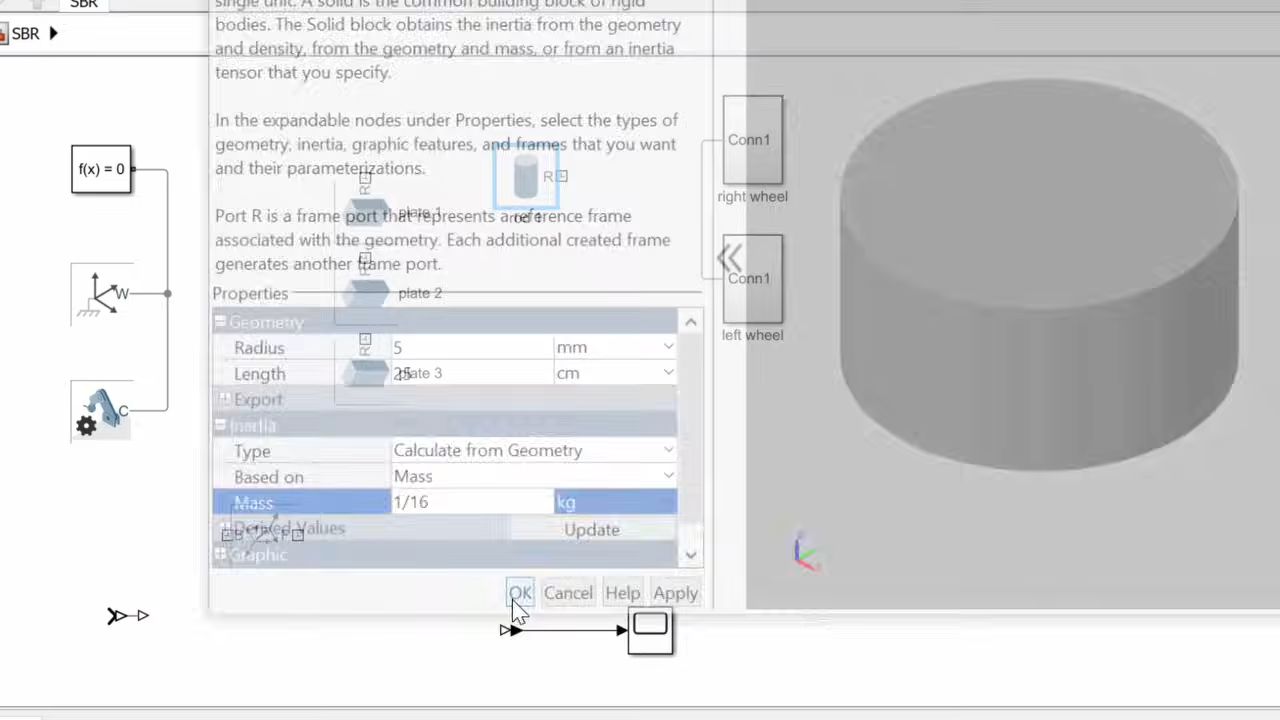 SBR
SBR
single unit. A solid is the common building block of rigid
bodies. The Solid block obtains the inertia from the geometry
and density, from the geometry and mass, or from an inertia
tensor that you specify.
In the expandable nodes under Properties, select the types of
geometry, inertia, graphic features, and frames that you want
and their parameterizations.
Port R is a frame port that represents a reference frame
associated with the geometry. Each additional created frame
generates another frame port.
Properties
Geometry
Radius 5 mm
Length 25 cm
Export
Inertia
Type Calculate from Geometry
Based on Mass
Mass 1/16 kg
Derived Values Update
Graphic
OK Cancel Help Apply
f(x) = 0
W
C
R
plate 1
R
plate 2
R
plate 3
R
B F
Conn1
right wheel
Conn1
left wheel